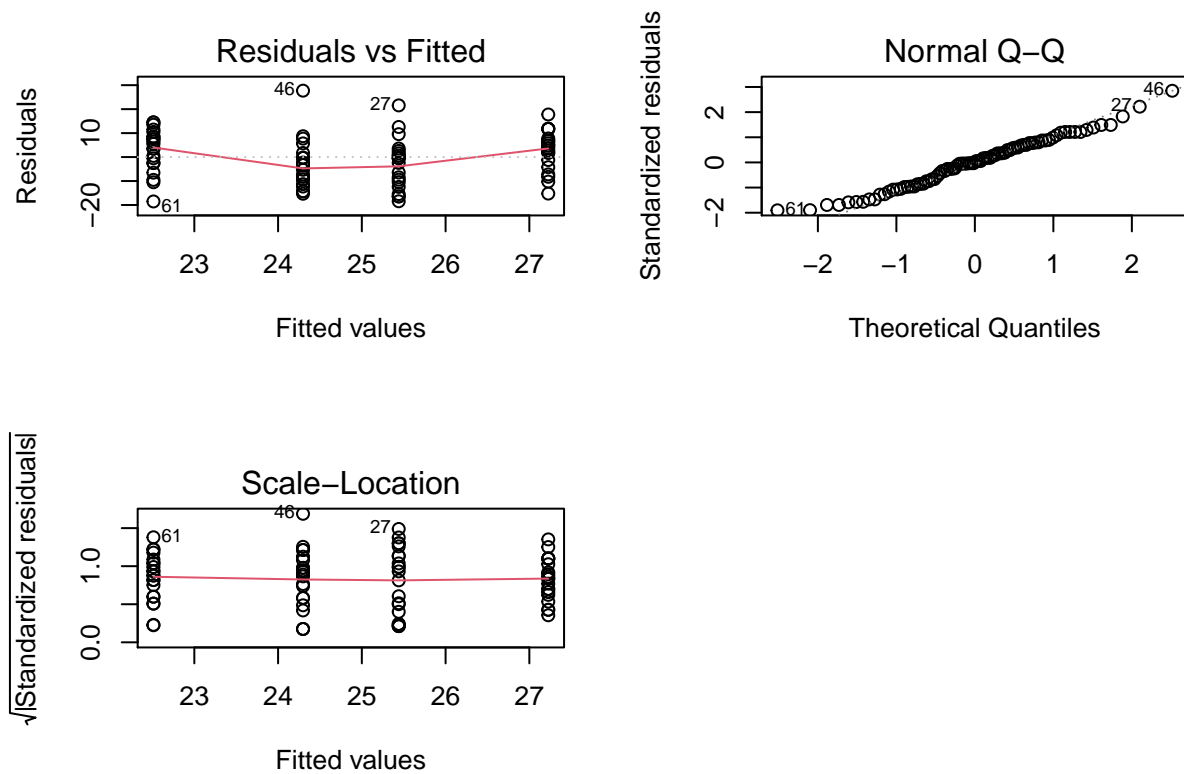 Residuals vs Fitted
Residuals
10
−20
46
27
61
23 24 25 26 27
Fitted values
Normal Q−Q
Standardized residuals
2
0
−2
46
27
61
−2 −1 0 1 2
Theoretical Quantiles
Scale−Location
√|Standardized residuals|
1.0
0.0
61
46
27
23 24 25 26 27
Fitted values